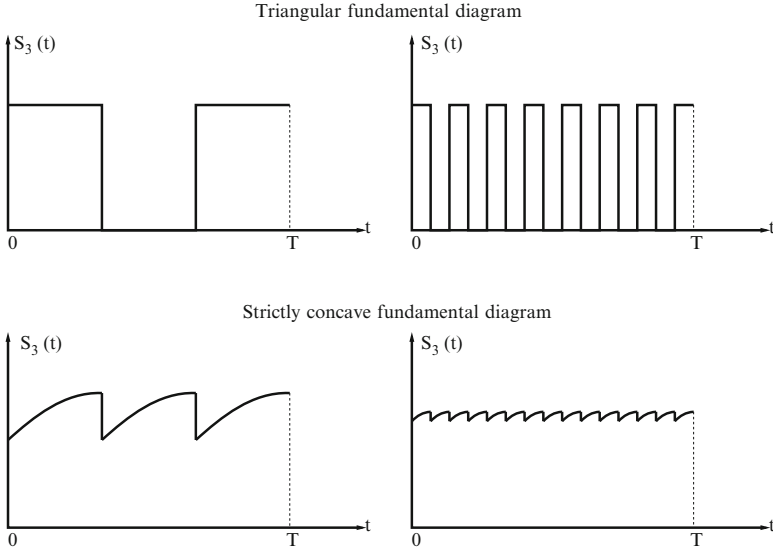 Triangular fundamental diagram
S3 (t)
S3 (t)
t
t
0
T
0
T
Strictly concave fundamental diagram
S3 (t)
S3 (t)
t
t
0
T
0
T